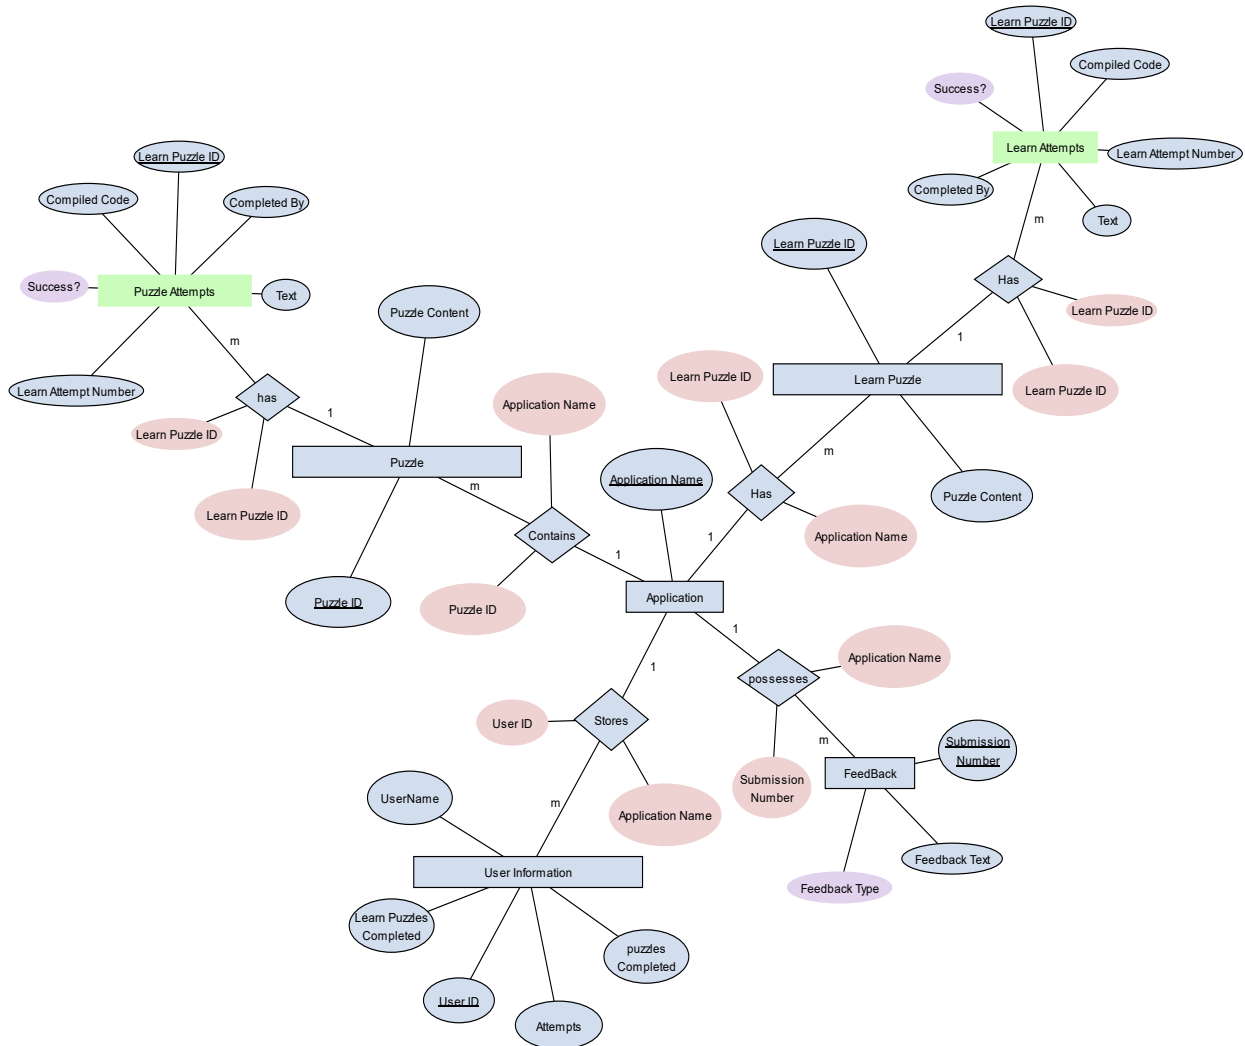 Learn Puzzle ID
Compiled Code
Success?
Learn Attempts
Learn Attempt Number
Completed By
Text
m
Has
Learn Puzzle ID
Learn Puzzle ID
1
Learn Puzzle ID
Learn Puzzle
Puzzle Content
m
Learn Puzzle ID
Has
Application Name
1
Learn Puzzle ID
Compiled Code
Completed By
Success?
Puzzle Attempts
Text
Learn Attempt Number
m
has
Learn Puzzle ID
Learn Puzzle ID
1
Puzzle Content
Puzzle
Puzzle ID
m
Application Name
Contains
Puzzle ID
1
Application Name
Application
1
possesses
Application Name
Submission
Number
m
FeedBack
Submission
Number
Feedback Text
Feedback Type
1
Stores
User ID
Application Name
m
UserName
User Information
Learn Puzzles
Completed
User ID
Attempts
puzzles
Completed